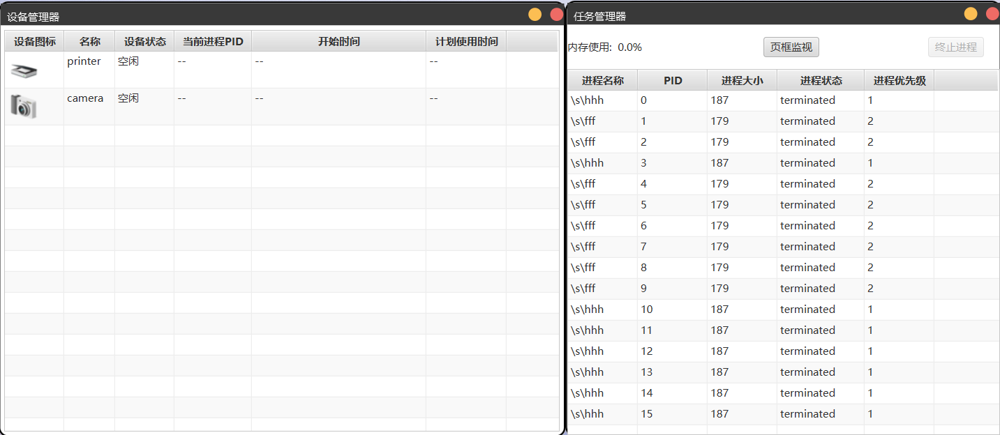 设备管理器
设备图标 名称 设备状态 当前进程PID 开始时间 计划使用时间
printer 空闲 -- -- --
camera 空闲 -- -- --
任务管理器
内存使用: 0.0% 页框监视 终止进程
进程名称 PID 进程大小 进程状态 进程优先级
\s\hhh 0 187 terminated 1
\s\fff 1 179 terminated 2
\s\fff 2 179 terminated 2
\s\hhh 3 187 terminated 1
\s\fff 4 179 terminated 2
\s\fff 5 179 terminated 2
\s\fff 6 179 terminated 2
\s\fff 7 179 terminated 2
\s\fff 8 179 terminated 2
\s\fff 9 179 terminated 2
\s\hhh 10 187 terminated 1
\s\hhh 11 187 terminated 1
\s\hhh 12 187 terminated 1
\s\hhh 13 187 terminated 1
\s\hhh 14 187 terminated 1
\s\hhh 15 187 terminated 1